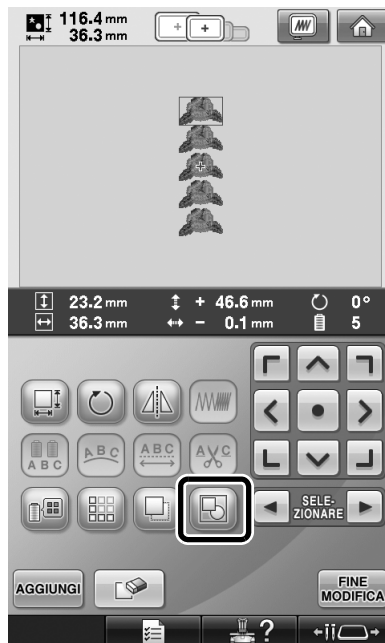 116.4 mm
36.3 mm
23.2 mm + 46.6 mm 0°
36.3 mm - 0.1 mm 5
A B C ABC ABC AC
SELE-
ZIONARE
AGGIUNGI
FINE
MODIFICA
?